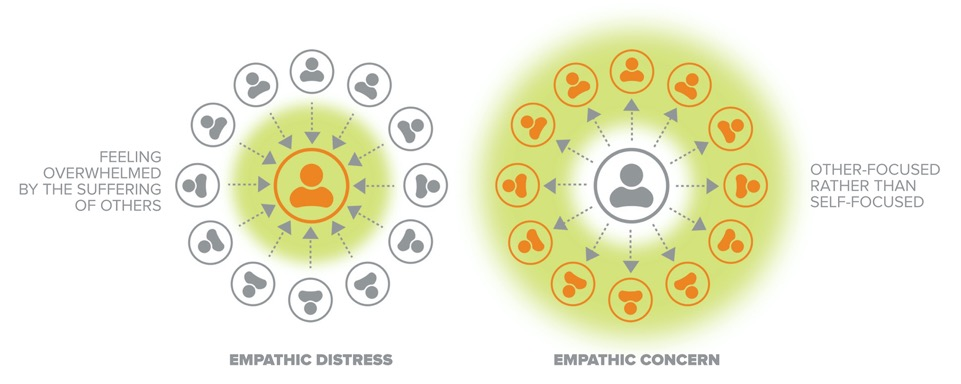 FEELING
OVERWHELMED
BY THE SUFFERING
OF OTHERS
OTHER-FOCUSED
RATHER THAN
SELF-FOCUSED
EMPATHIC DISTRESS
EMPATHIC CONCERN